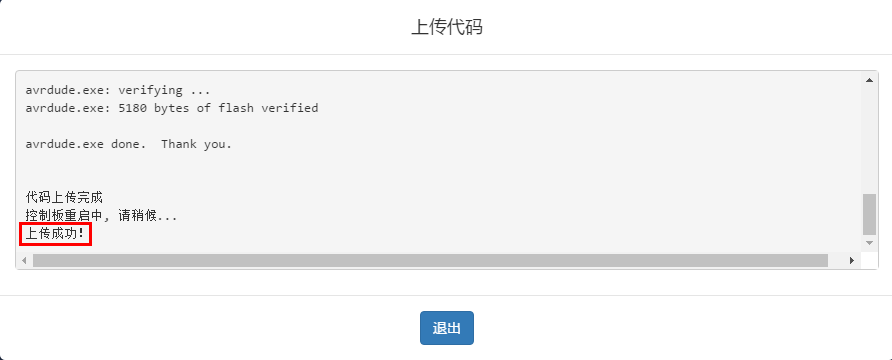 上传代码
avrdude.exe: verifying ...
avrdude.exe: 5180 bytes of flash verified
avrdude.exe done.  Thank you.
代码上传完成
控制板重启中, 请稍候...
上传成功!
退出